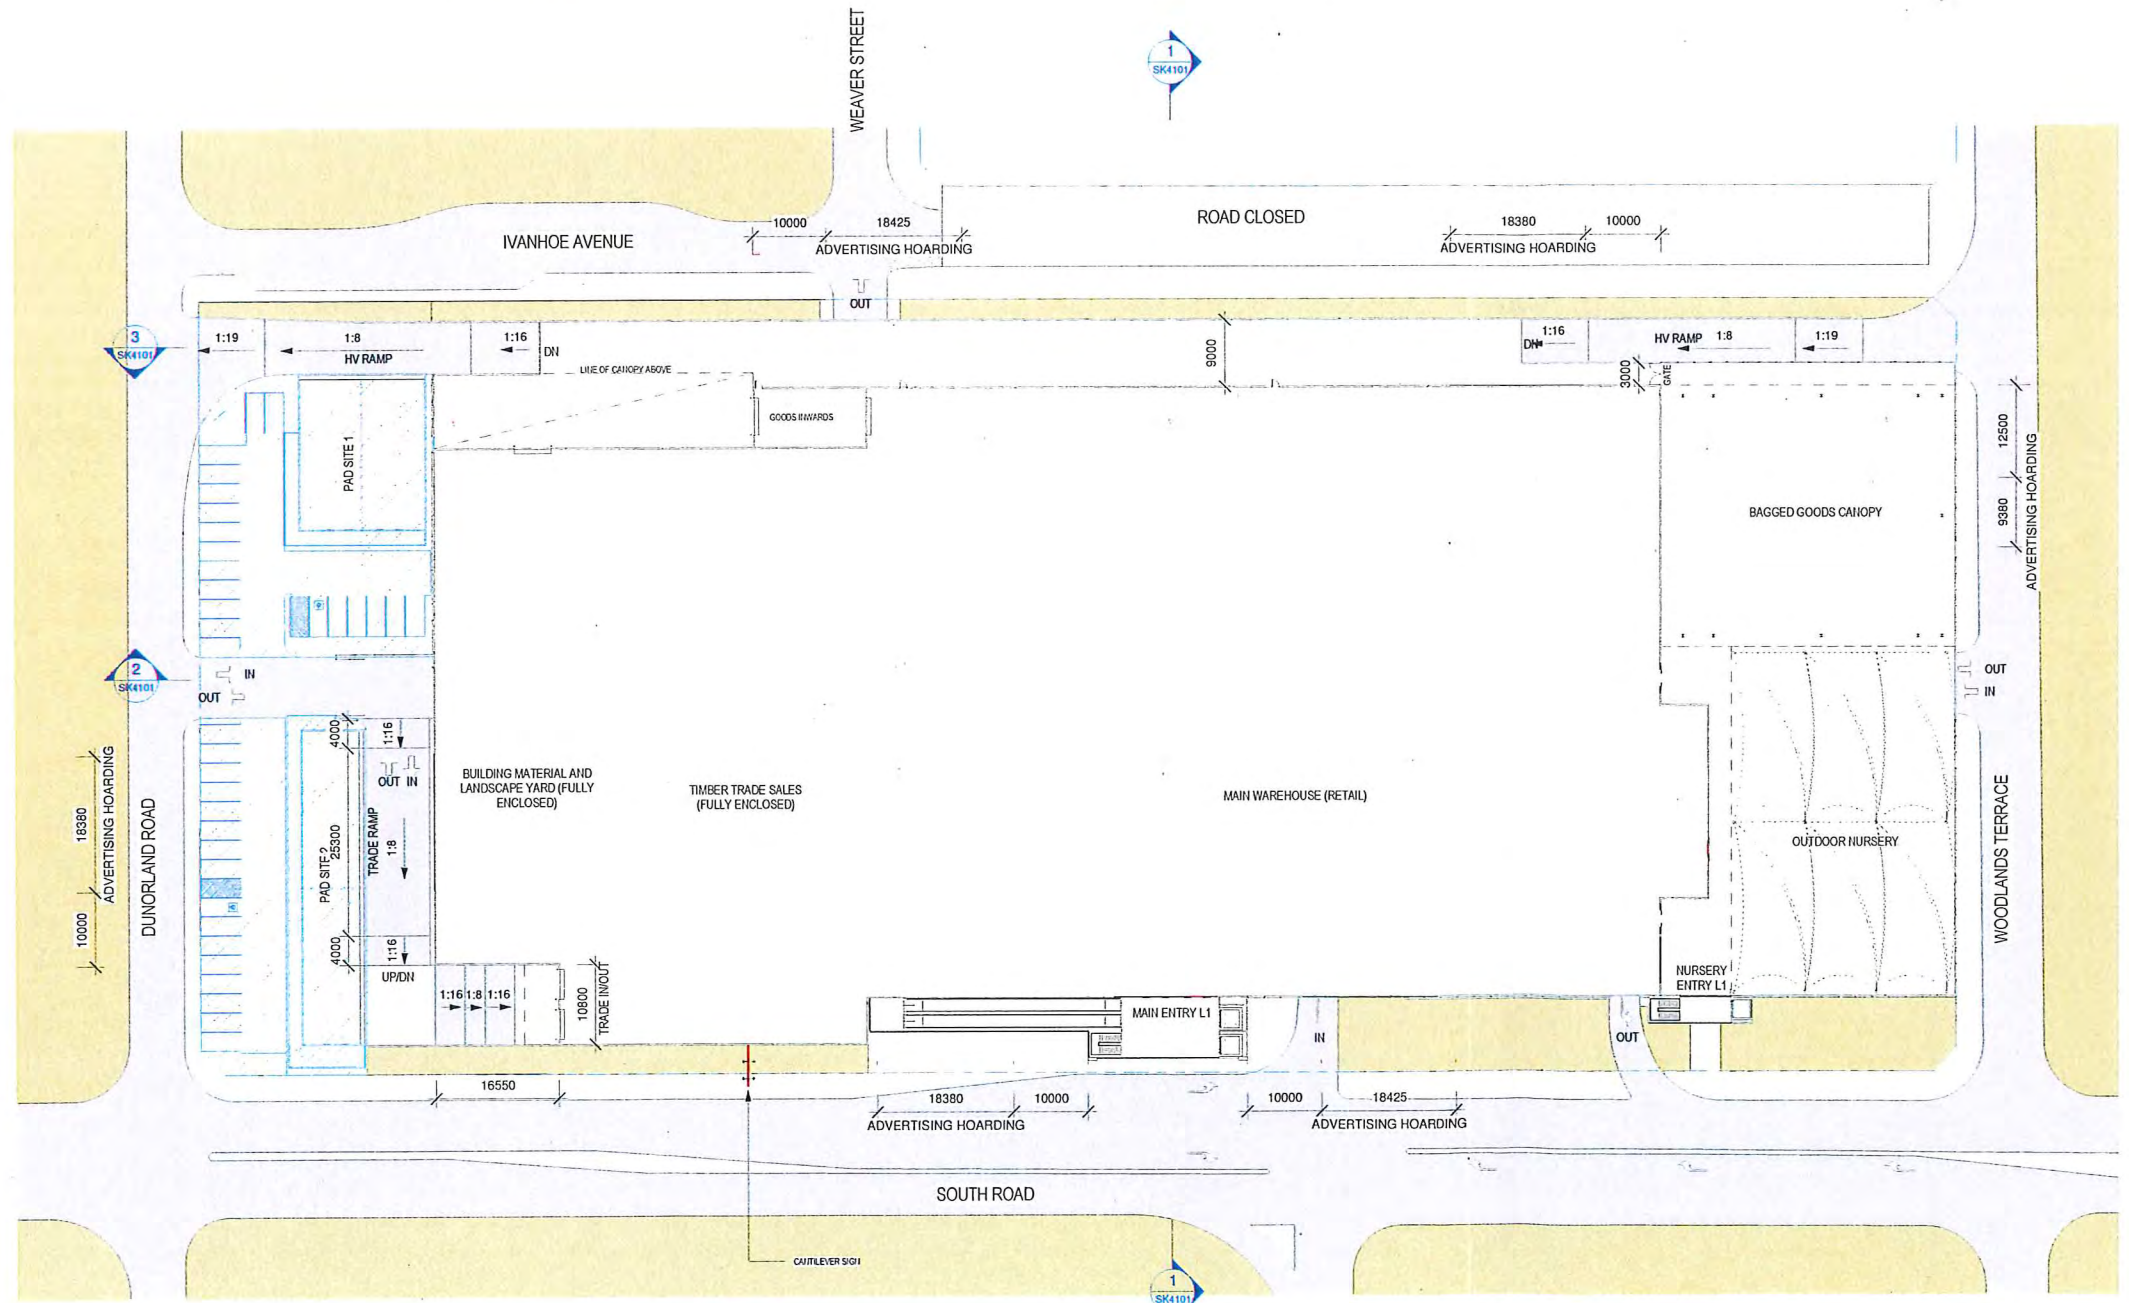 WEAVER STREET
1
SK4101
ROAD CLOSED
10000
18425
18380
10000
IVANHOE AVENUE
ADVERTISING HOARDING
ADVERTISING HOARDING
OUT
3
SK4101
1:19
1:8
HV RAMP
1:16
DN
LINE OF CANOPY ABOVE
9000
1:16
DN
HV RAMP
1:8
1:19
3000
GATE
GOODS INWARDS
PAD SITE 1
12500
9380
ADVERTISING HOARDING
BAGGED GOODS CANOPY
2
SK4101
IN
OUT
OUT
IN
4000
1:16
OUT IN
25300
TRADE RAMP
1:8
PAD SITE 2
4000
1:16
UP/DN
ADVERTISING HOARDING
18380
10000
DUNORLAND ROAD
BUILDING MATERIAL AND
LANDSCAPE YARD (FULLY
ENCLOSED)
TIMBER TRADE SALES
(FULLY ENCLOSED)
MAIN WAREHOUSE (RETAIL)
OUTDOOR NURSERY
WOODLANDS TERRACE
NURSERY
ENTRY L1
1:16
1:8
1:16
10800
TRADE IN/OUT
MAIN ENTRY L1
IN
OUT
16550
18380
10000
10000
18425
ADVERTISING HOARDING
ADVERTISING HOARDING
SOUTH ROAD
CANTILEVER SIGN
1
SK4101